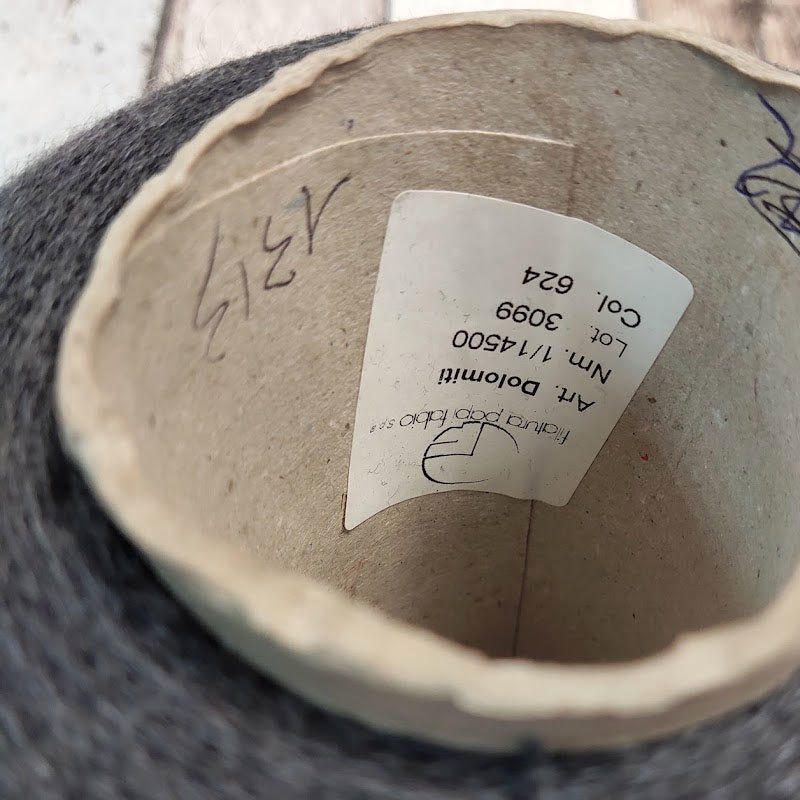 filatura papi fabio s.p.a
Art. Dolomiti
Nm. 1/14500
Lot. 3099
Col. 624